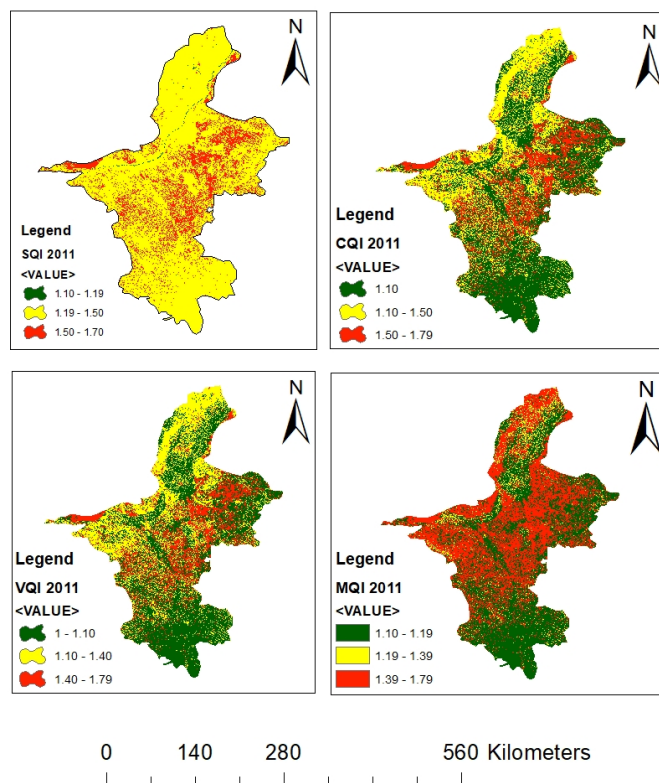 N
Legend
SQI 2011
<VALUE>
1.10 - 1.19
1.19 - 1.50
1.50 - 1.70
N
Legend
CQI 2011
<VALUE>
1.10
1.10 - 1.50
1.50 - 1.79
N
Legend
VQI 2011
<VALUE>
1 - 1.10
1.10 - 1.40
1.40 - 1.79
N
Legend
MQI 2011
<VALUE>
1.10 - 1.19
1.19 - 1.39
1.39 - 1.79
0 140 280 560 Kilometers